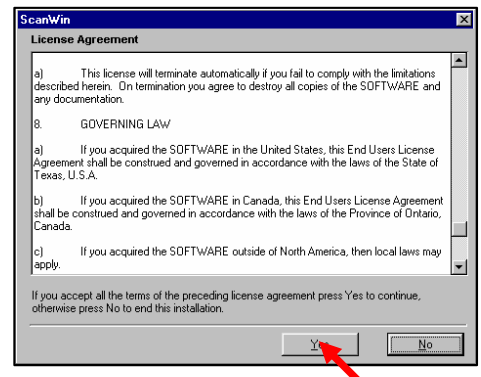 ScanWin
License Agreement
a) This license will terminate automatically if you fail to comply with the limitations
described herein. On termination you agree to destroy all copies of the SOFTWARE and
any documentation.
8. GOVERNING LAW
a) If you acquired the SOFTWARE in the United States, this End Users License
Agreement shall be construed and governed in accordance with the laws of the State of
Texas, U.S.A.
b) If you acquired the SOFTWARE in Canada, this End Users License Agreement
shall be construed and governed in accordance with the laws of the Province of Ontario,
Canada.
c) If you acquired the SOFTWARE outside of North America, then local laws may
apply.
If you accept all the terms of the preceding license agreement press Yes to continue,
otherwise press No to end this installation.
Yes No